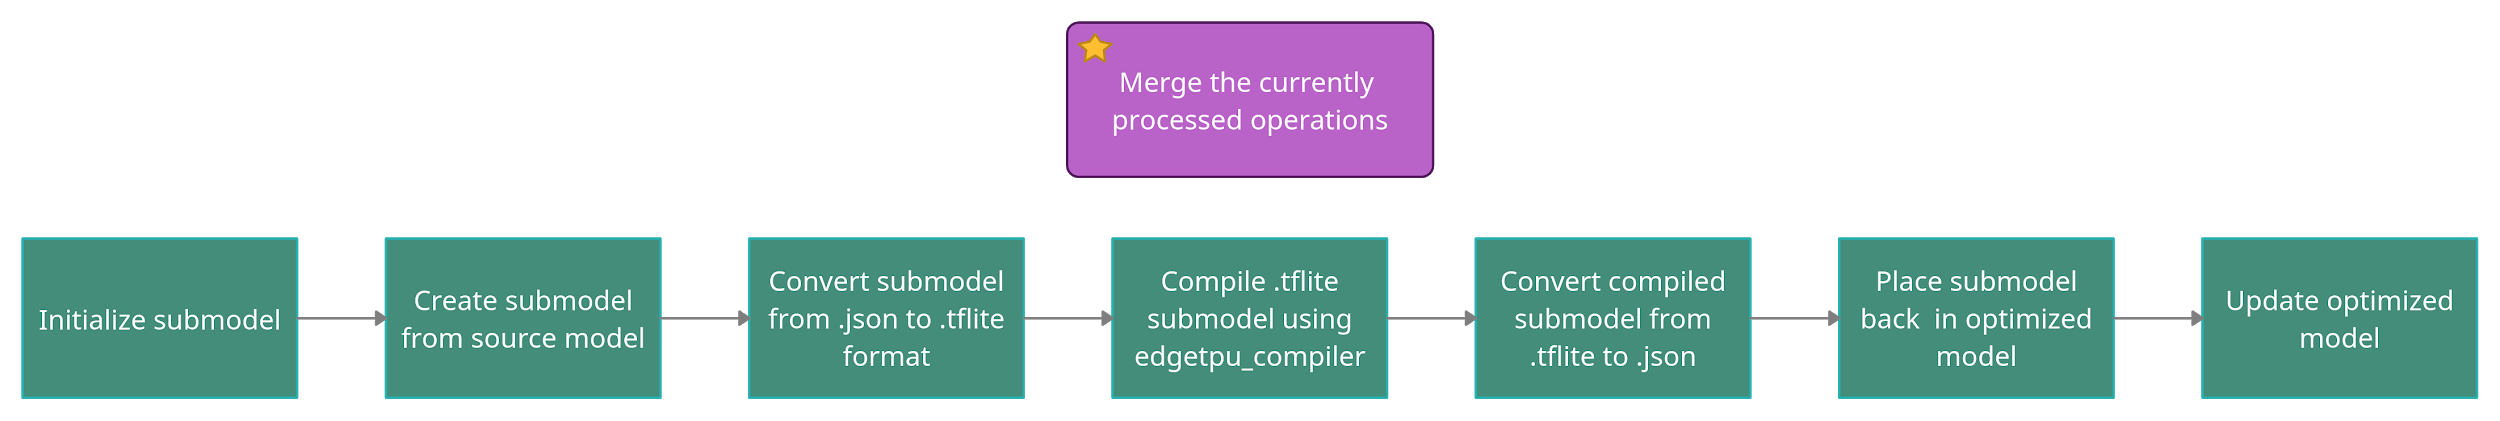 Merge the currently
processed operations
Initialize submodel
Create submodel
from source model
Convert submodel
from .json to .tflite
format
Compile .tflite
submodel using
edgetpu_compiler
Convert compiled
submodel from
.tflite to .json
Place submodel
back  in optimized
model
Update optimized
model